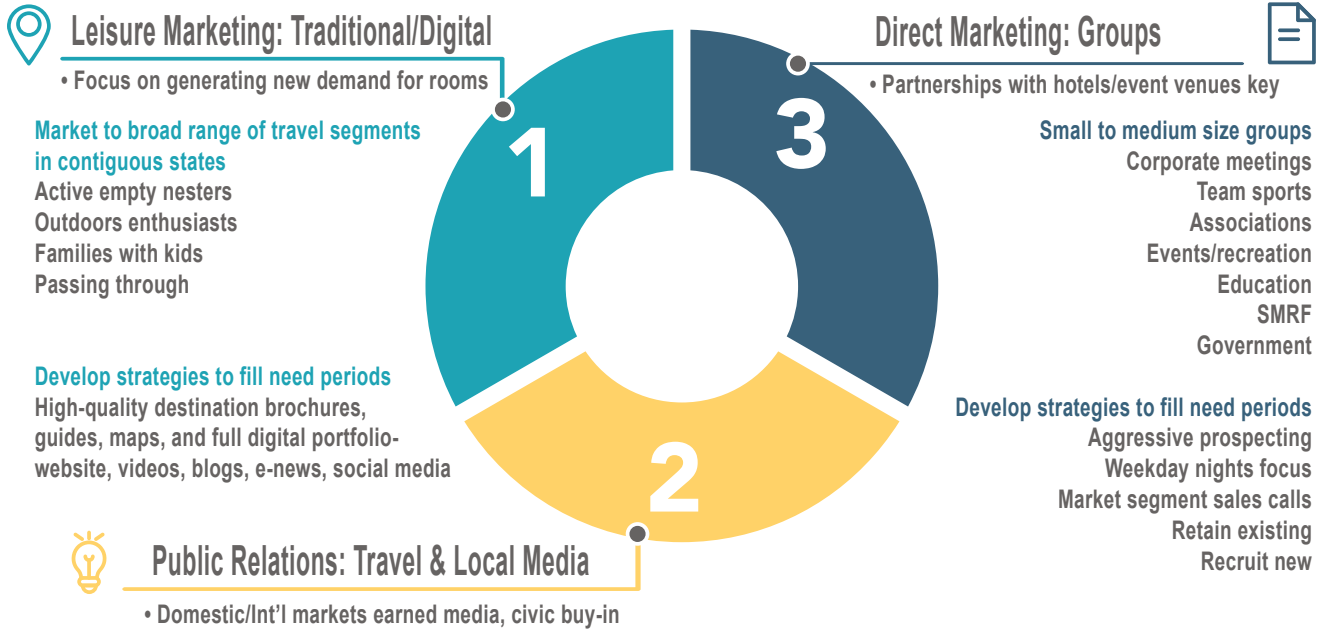 Leisure Marketing: Traditional/Digital
• Focus on generating new demand for rooms
Market to broad range of travel segments
in contiguous states
Active empty nesters
Outdoors enthusiasts
Families with kids
Passing through
Develop strategies to fill need periods
High-quality destination brochures,
guides, maps, and full digital portfolio-
website, videos, blogs, e-news, social media
1
2
Public Relations: Travel & Local Media
• Domestic/Int'l markets earned media, civic buy-in
3
Direct Marketing: Groups
• Partnerships with hotels/event venues key
Small to medium size groups
Corporate meetings
Team sports
Associations
Events/recreation
Education
SMRF
Government
Develop strategies to fill need periods
Aggressive prospecting
Weekday nights focus
Market segment sales calls
Retain existing
Recruit new